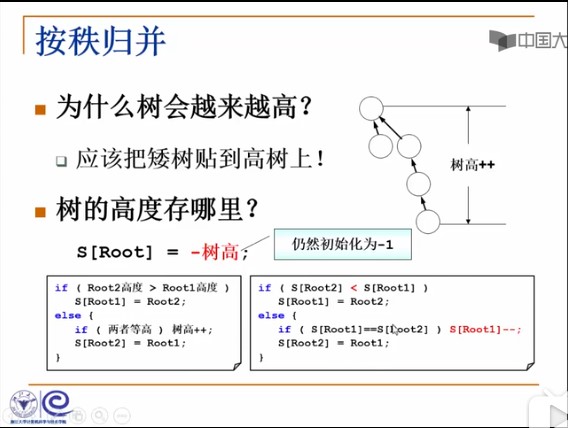 按秩归并
中国大
为什么树会越来越高？
应该把矮树贴到高树上！
树高++
树的高度存哪里？
S[Root] = -树高;
仍然初始化为-1
if ( Root2高度 > Root1高度 )
S[Root1] = Root2;
else {
if ( 两者等高 ) 树高++;
S[Root2] = Root1;
}
if ( S[Root2] < S[Root1] )
S[Root1] = Root2;
else {
if ( S[Root1]==S[Root2] ) S[Root1]--;
S[Root2] = Root1;
}